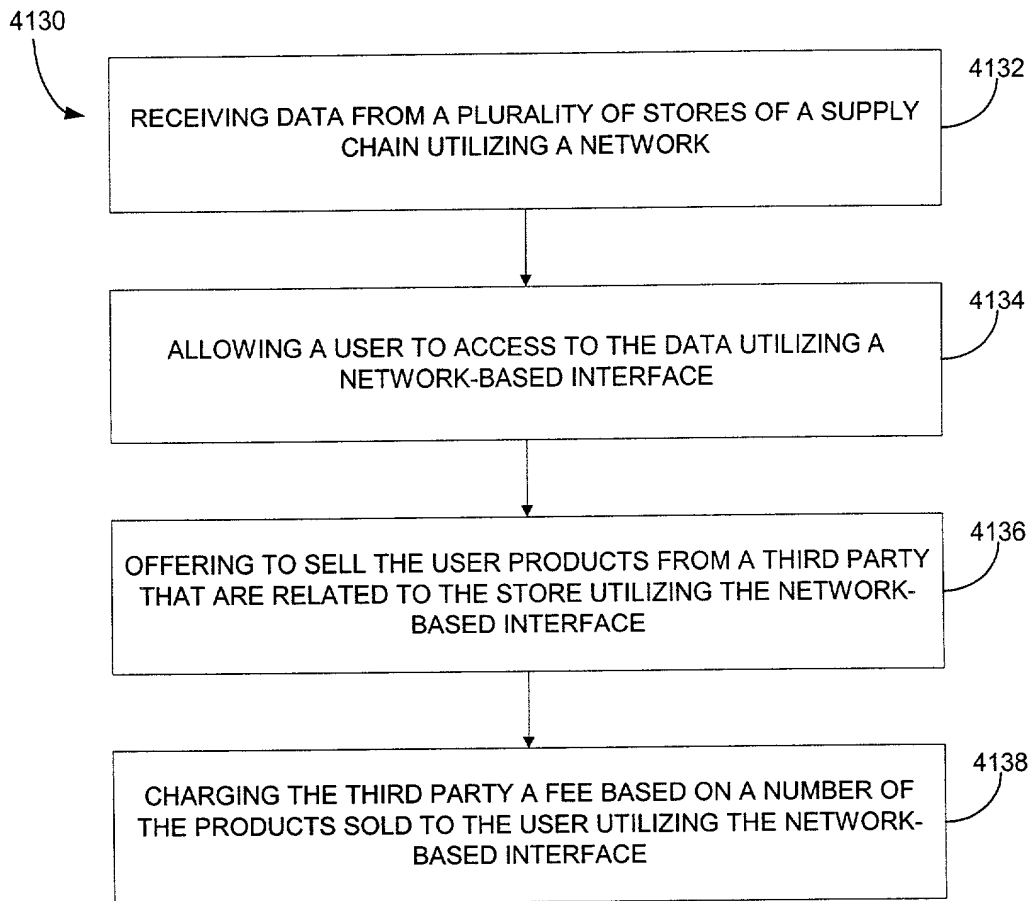 4130
4132
RECEIVING DATA FROM A PLURALITY OF STORES OF A SUPPLY
CHAIN UTILIZING A NETWORK
4134
ALLOWING A USER TO ACCESS TO THE DATA UTILIZING A
NETWORK-BASED INTERFACE
4136
OFFERING TO SELL THE USER PRODUCTS FROM A THIRD PARTY
THAT ARE RELATED TO THE STORE UTILIZING THE NETWORK-
BASED INTERFACE
4138
CHARGING THE THIRD PARTY A FEE BASED ON A NUMBER OF
THE PRODUCTS SOLD TO THE USER UTILIZING THE NETWORK-
BASED INTERFACE